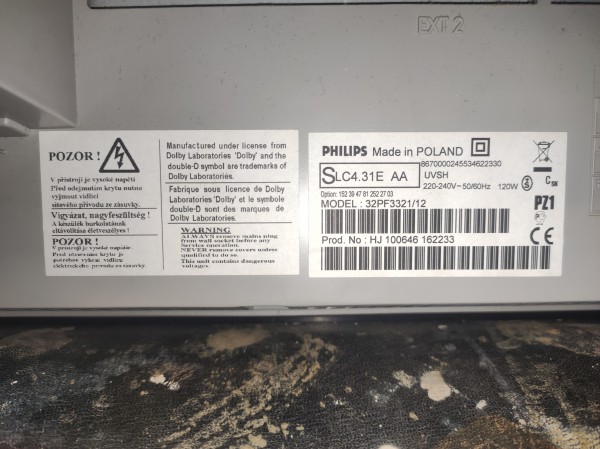 EXT 2
POZOR !
V přístroji je vysoké napětí
Před odejmutím krytu nutno
vyjmout vidlici
síťového přívodu ze zásuvky.
Vigyázat, nagyfeszültség !
A készülék burkolatának
eltávolítása életveszélyes !
POZOR !
V prístroji je vysoké napätie.
Pred otvorením krytu je
potrebné vybrať vidlicu
elektrického prívodu zo zásuvky.
Manufactured under license from
Dolby Laboratories 'Dolby' and the
double-D symbol are trademarks of
Dolby Laboratories.
Fabrique sous licence de Dolby
Laboratories 'Dolby' et le symbole
double-D sont des marques de
Dolby Laboratories.
WARNING
ALWAYS remove mains plug
from wall socket before any
Service operation.
NEVER remove covers unless
qualified to do so.
This unit contains dangerous
voltages.
PHILIPS Made in POLAND
8670000245534622330
SLC4.31E AA
UVSH
220-240V~50/60Hz 120W
Option: 152 39 47 81 252 27 03
MODEL : 32PF3321/12
PZ1
Prod. No : HJ 100646 162233
CE